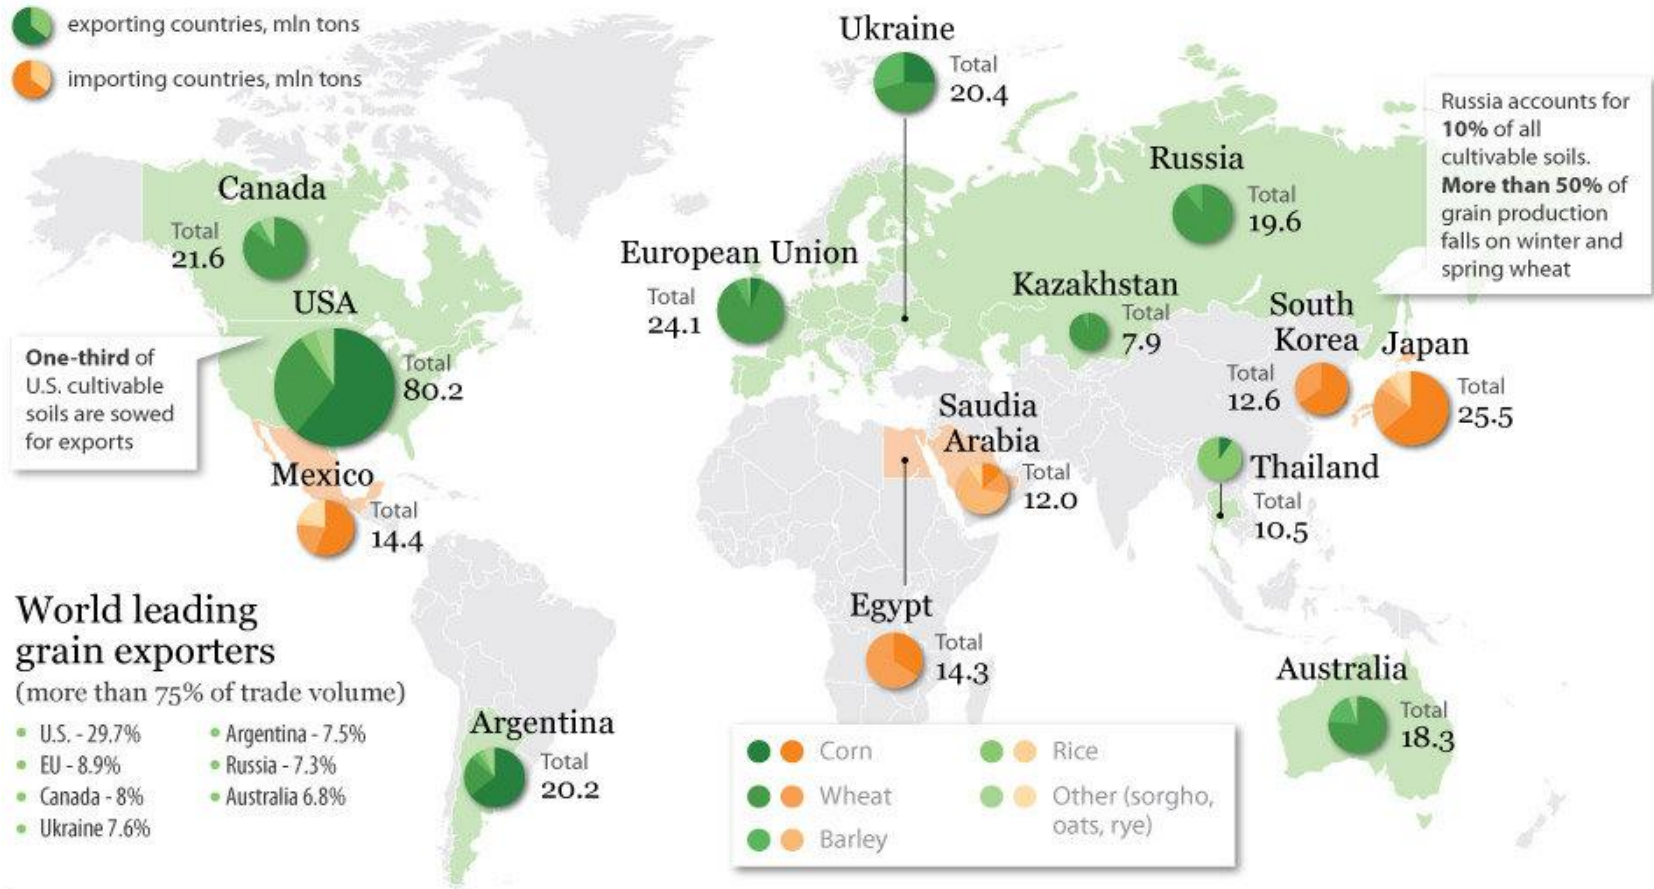 exporting countries, mln tons
importing countries, mln tons
Ukraine
Total
20.4
Russia accounts for
10% of all
cultivable soils.
More than 50% of
grain production
falls on winter and
spring wheat
Russia
Total
19.6
Canada
Total
21.6
European Union
Total
24.1
Kazakhstan
Total
7.9
USA
Total
80.2
One-third of
U.S. cultivable
soils are sowed
for exports
South
Korea
Total
12.6
Japan
Total
25.5
Saudia
Arabia
Total
12.0
Thailand
Total
10.5
Mexico
Total
14.4
Egypt
Total
14.3
Australia
Total
18.3
Argentina
Total
20.2
World leading
grain exporters
(more than 75% of trade volume)
• U.S. - 29.7%
• EU - 8.9%
• Canada - 8%
• Ukraine 7.6%
• Argentina - 7.5%
• Russia - 7.3%
• Australia 6.8%
Corn
Wheat
Barley
Rice
Other (sorgho,
oats, rye)